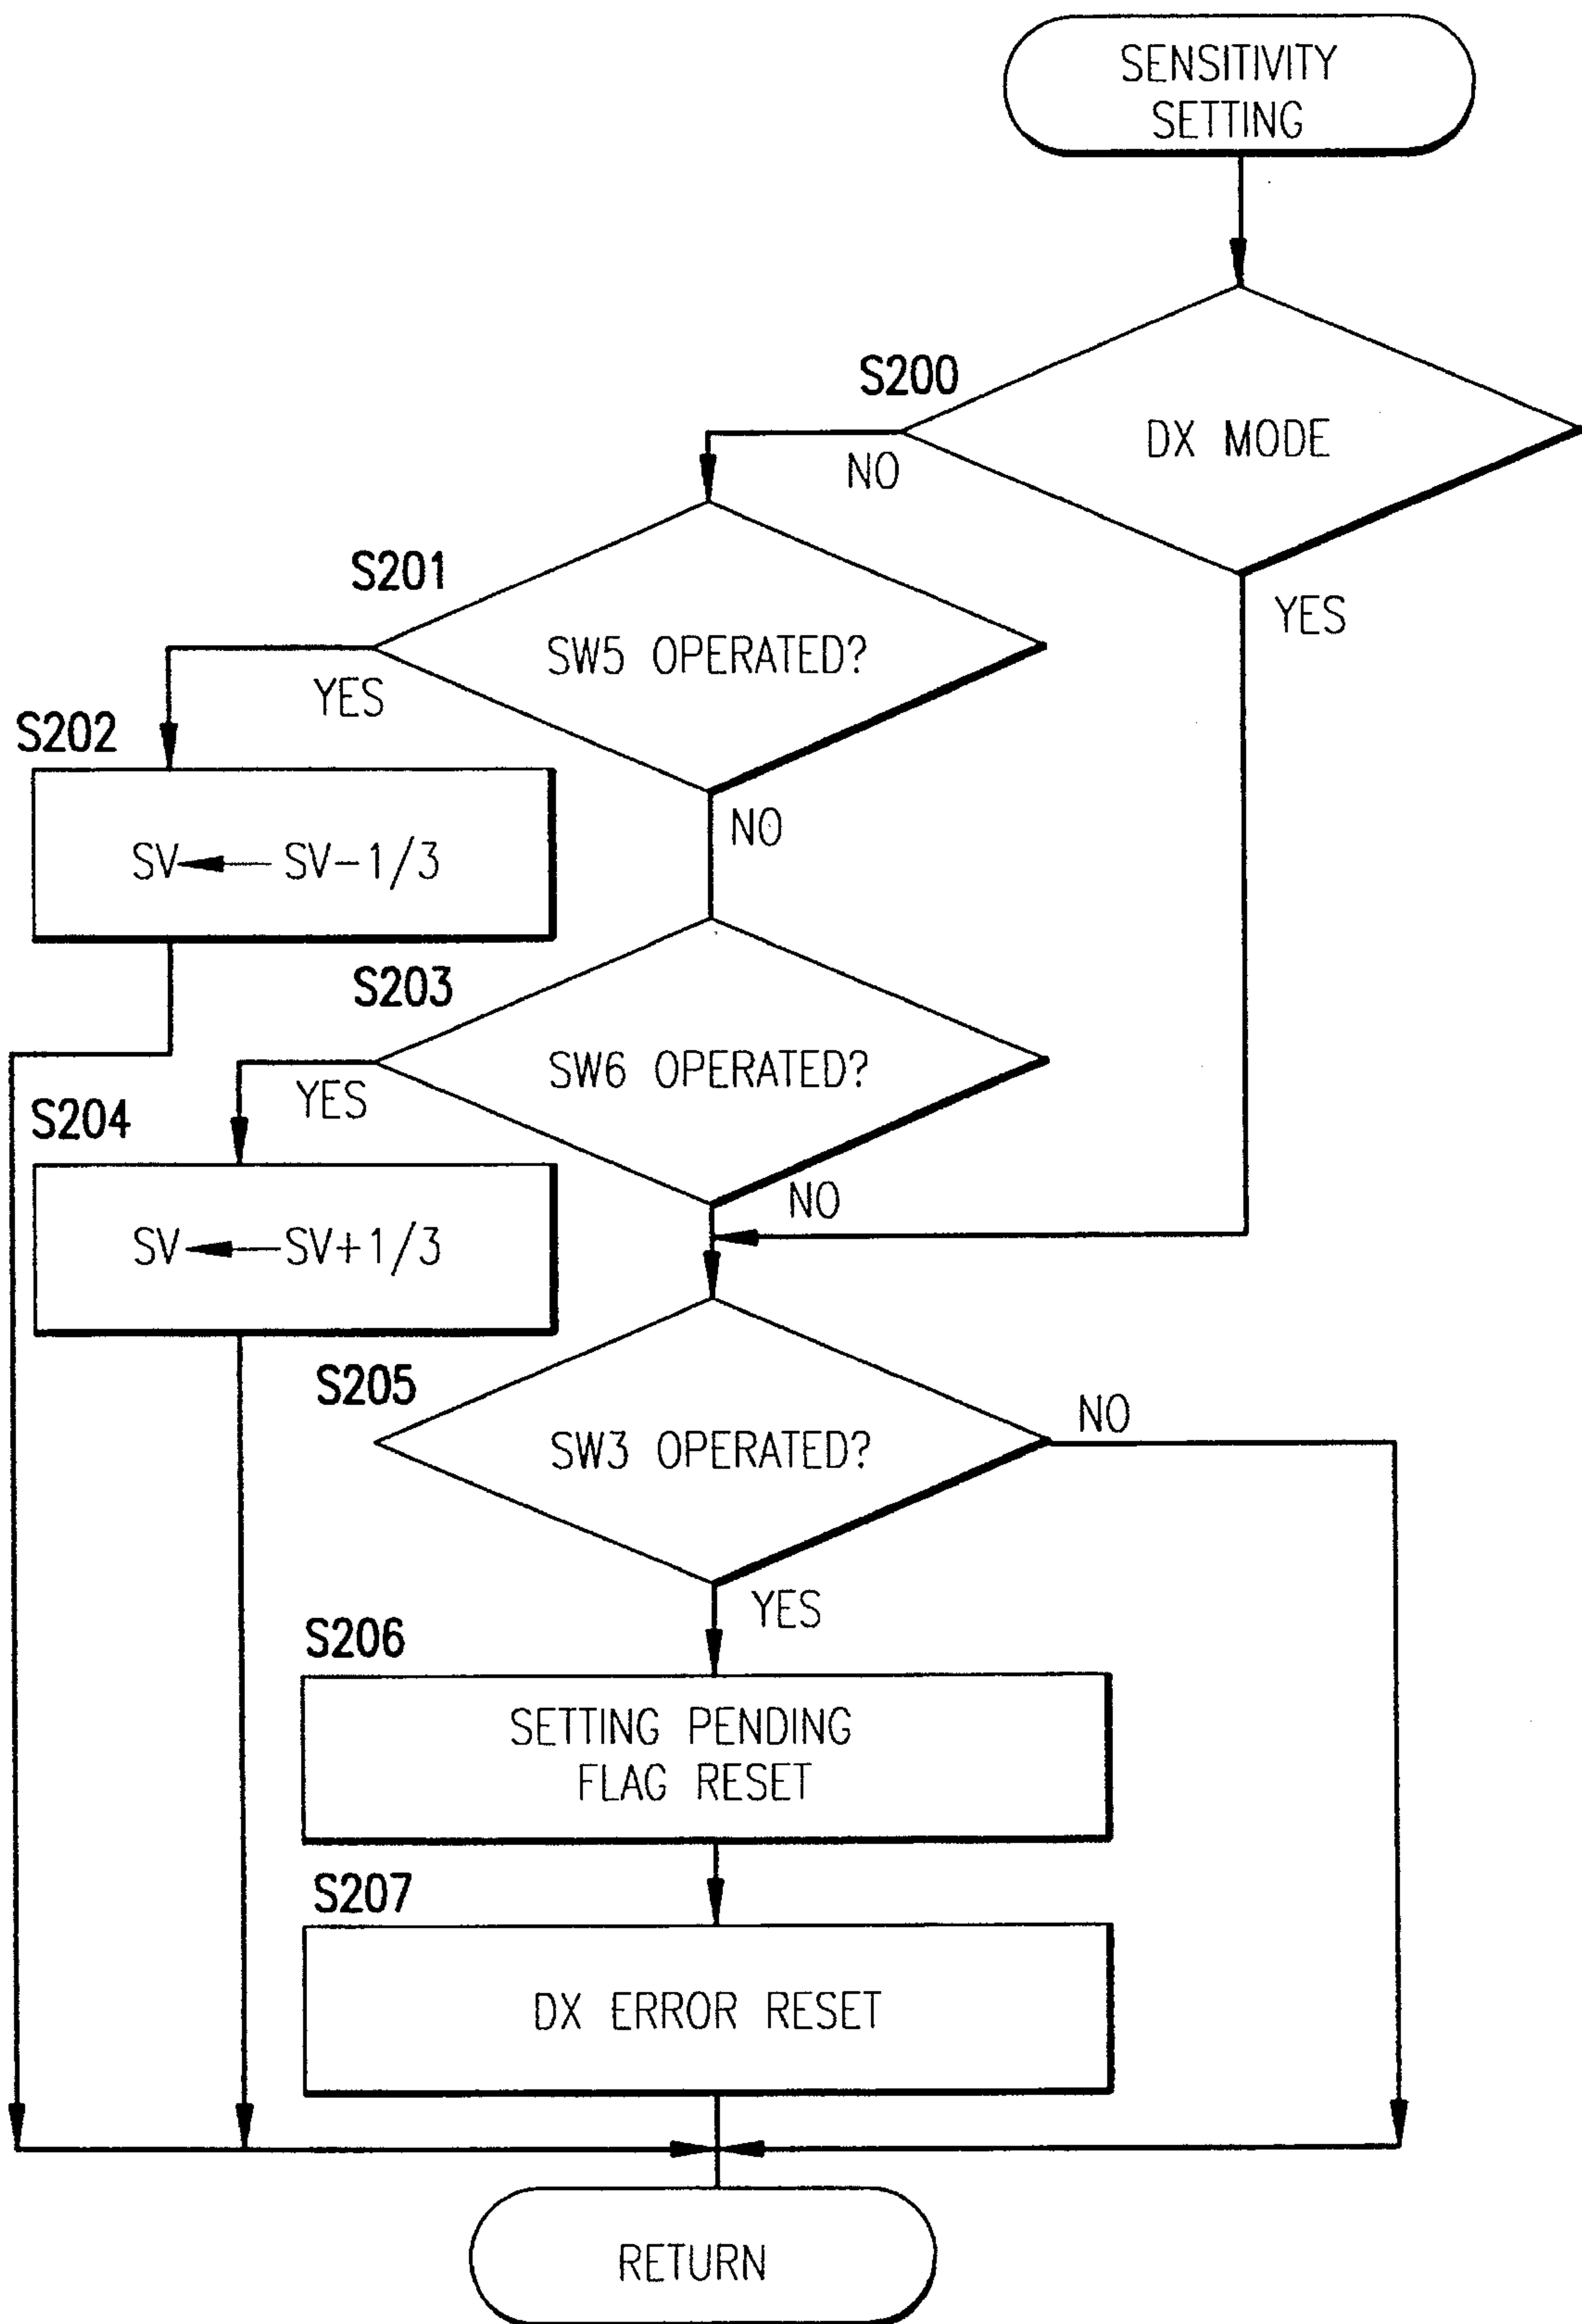 SENSITIVITY
SETTING
S200
DX MODE
NO
YES
S201
SW5 OPERATED?
YES
NO
S202
SV ← SV-1/3
S203
SW6 OPERATED?
YES
NO
S204
SV ← SV+1/3
S205
SW3 OPERATED?
NO
YES
S206
SETTING PENDING
FLAG RESET
S207
DX ERROR RESET
RETURN